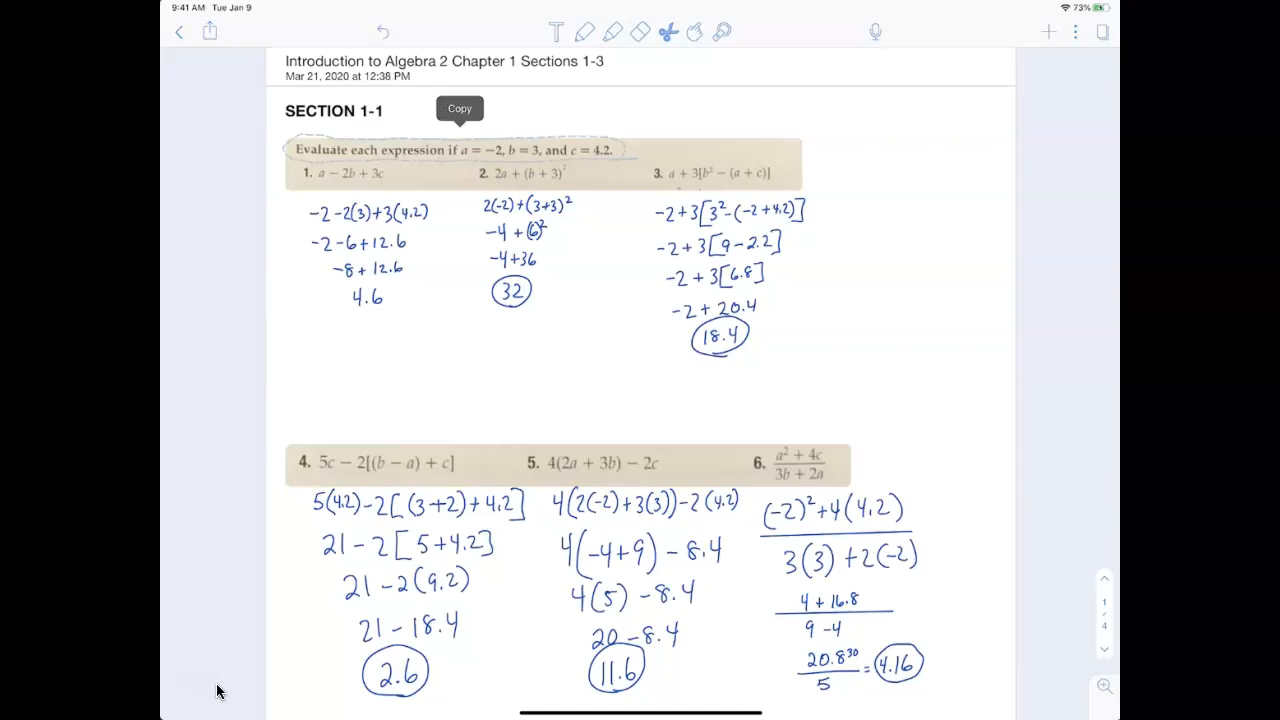 9:41 AM Tue Jan 9
73%
Introduction to Algebra 2 Chapter 1 Sections 1-3
Mar 21, 2020 at 12:38 PM
SECTION 1-1
Copy
Evaluate each expression if a = −2, b = 3, and c = 4.2.
1. a − 2b + 3c
2. 2a + (b + 3)²
3. a + 3[b² − (a + c)]
-2-2(3)+3(4.2)
-2-6+12.6
-8+12.6
4.6
2(-2)+(3+3)²
-4+(6)²
-4+36
32
-2+3[3²-(-2+4.2)]
-2+3[9-2.2]
-2+3[6.8]
-2+20.4
18.4
4. 5c − 2[(b − a) + c]
5. 4(2a + 3b) − 2c
6. a² + 4c
3b + 2a
5(4.2)-2[(3+2)+4.2]
21-2[5+4.2]
21-2(9.2)
21-18.4
2.6
4(2(-2)+3(3))-2(4.2)
4(-4+9)-8.4
4(5)-8.4
20-8.4
11.6
(-2)²+4(4.2)
3(3)+2(-2)
4+16.8
9-4
20.8³⁰
5
= 4.16
1
/
4